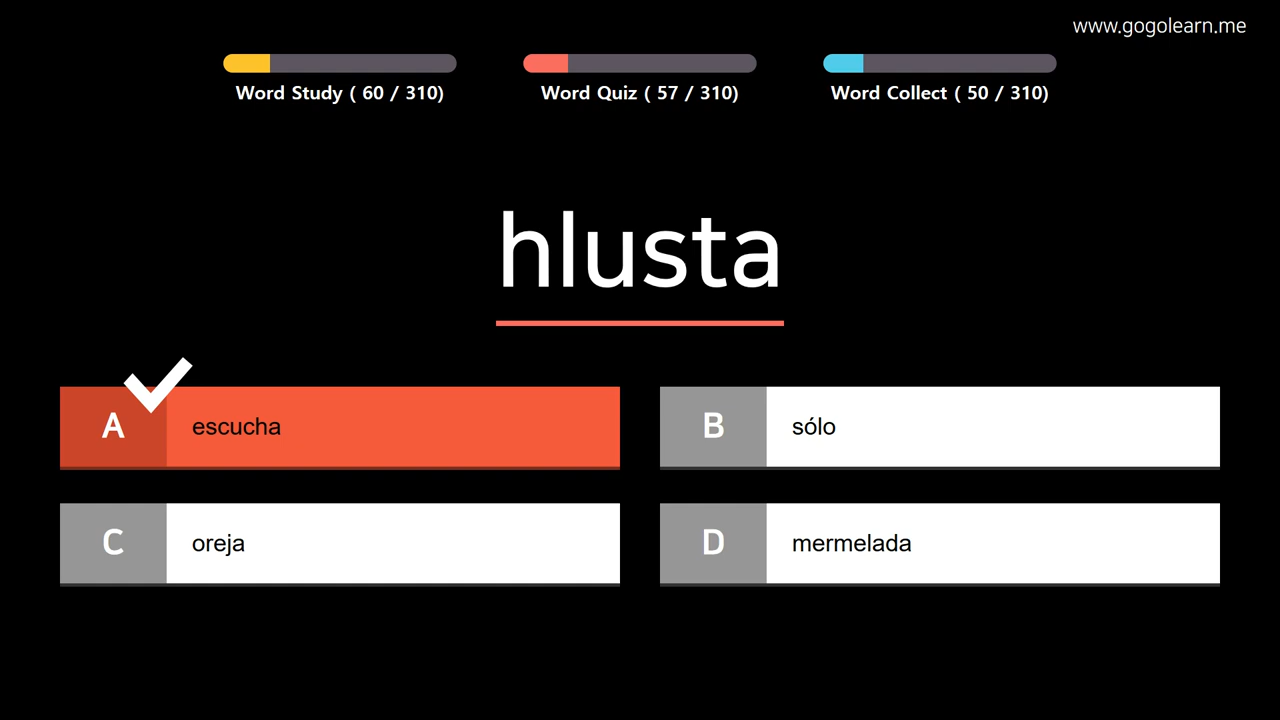 www.gogolearn.me
Word Study ( 60 / 310)
Word Quiz ( 57 / 310)
Word Collect ( 50 / 310)
hlusta
A escucha
B sólo
C oreja
D mermelada